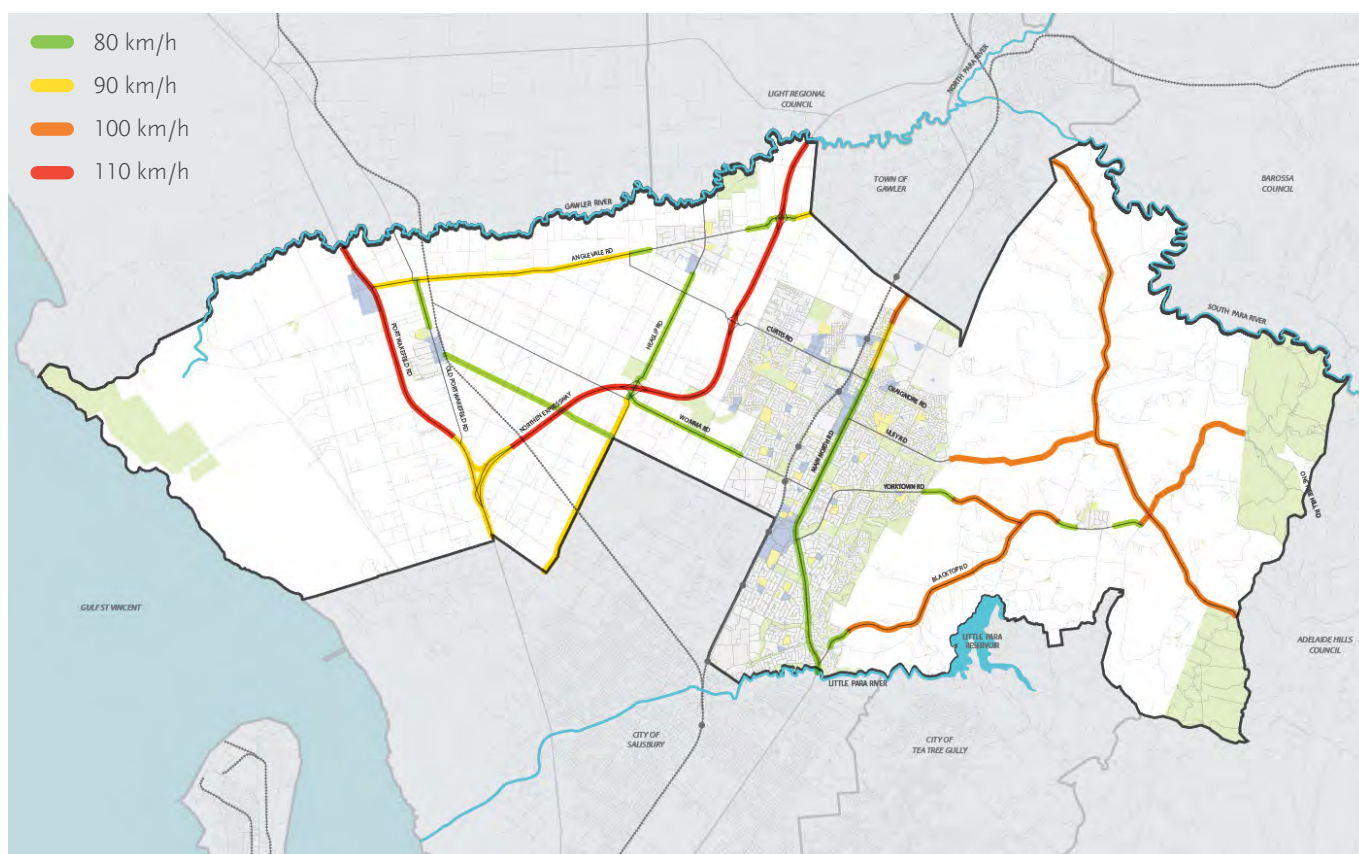 80 km/h
90 km/h
100 km/h
110 km/h
NORTH PARA RIVER
LIGHT REGIONAL
COUNCIL
TOWN OF
GAWLER
BAROSSA
COUNCIL
GAWLER RIVER
ANGLEVALE RD
SOUTH PARA RIVER
PORT WAKEFIELD RD
OLD PORT WAKEFIELD RD
HEASLIP RD
CURTIS RD
NORTHEN EXPRESSWAY
WOMMA RD
MAIN NORTH RD
CRAIGMORE RD
ULEY RD
YORKTOWN RD
ONE TREE HILL RD
BLACKTOP RD
GULF ST VINCENT
LITTLE PARA
RESERVOIR
ADELAIDE HILLS
COUNCIL
LITTLE PARA RIVER
CITY OF
SALISBURY
CITY OF
TEA TREE GULLY